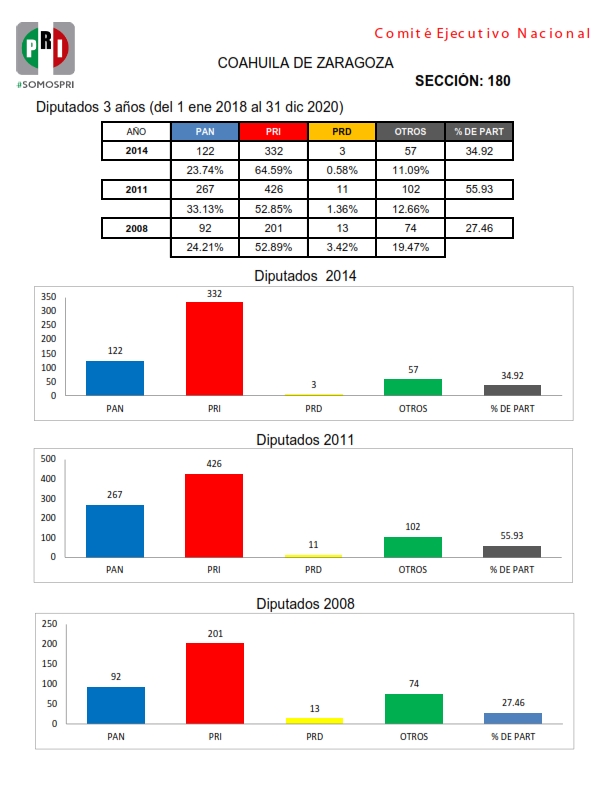 PRI
#SOMOSPRI
Comité Ejecutivo Nacional
COAHUILA DE ZARAGOZA
SECCIÓN: 180
Diputados 3 años (del 1 ene 2018 al 31 dic 2020)
AÑO PAN PRI PRD OTROS % DE PART
2014 122 332 3 57 34.92
23.74% 64.59% 0.58% 11.09%
2011 267 426 11 102 55.93
33.13% 52.85% 1.36% 12.66%
2008 92 201 13 74 27.46
24.21% 52.89% 3.42% 19.47%
Diputados 2014
350
300
250
200
150
100
50
0
122 332 3 57 34.92
PAN PRI PRD OTROS % DE PART
Diputados 2011
500
400
300
200
100
0
267 426 11 102 55.93
PAN PRI PRD OTROS % DE PART
Diputados 2008
250
200
150
100
50
0
92 201 13 74 27.46
PAN PRI PRD OTROS % DE PART